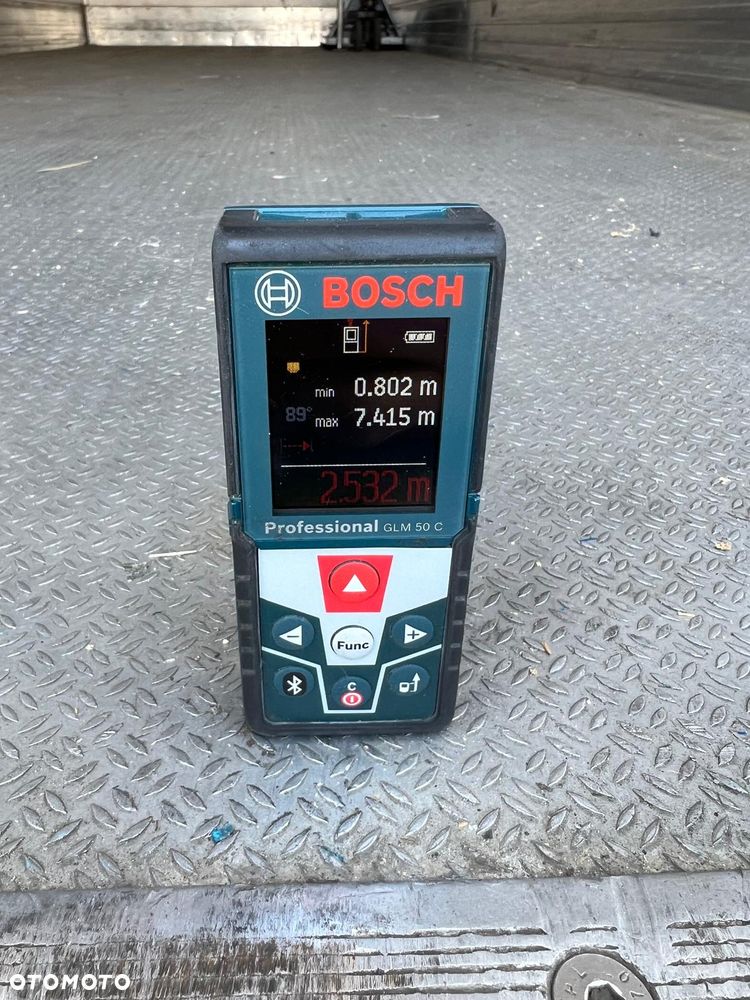 BOSCH
min 0.802 m
89° max 7.415 m
2.532 m
Professional GLM 50 C
− Func +
C
OTOMOTO